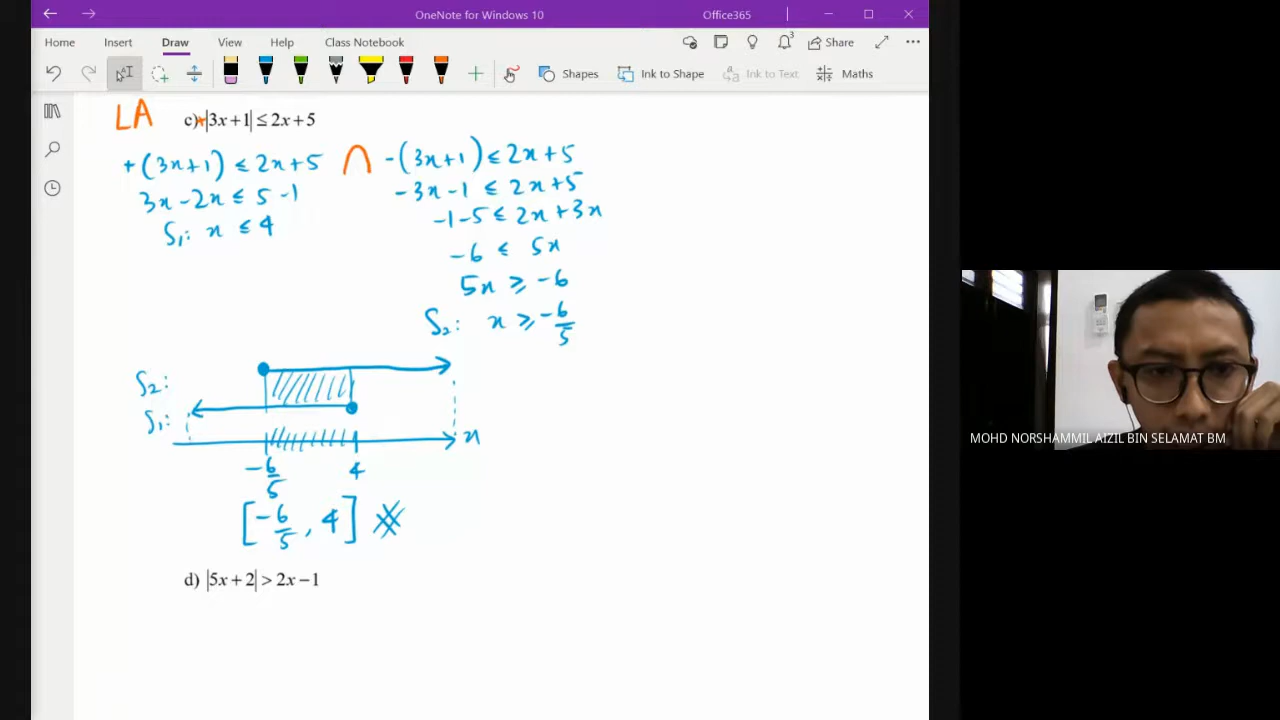 OneNote for Windows 10 Office365
Home Insert Draw View Help Class Notebook 3 Share
Shapes Ink to Shape Ink to Text Maths
LA c) |3x+1| ≤ 2x+5
+(3x+1) ≤ 2x+5 ∩ -(3x+1) ≤ 2x+5
3x-2x ≤ 5-1 -3x-1 ≤ 2x+5
S₁: x ≤ 4 -1-5 ≤ 2x+3x
-6 ≤ 5x
5x ≥ -6
S₂: x ≥ -6/5
S₂:
S₁:
x
-6/5 4
[-6/5, 4]
d) |5x+2| > 2x-1
MOHD NORSHAMMIL AIZIL BIN SELAMAT BM